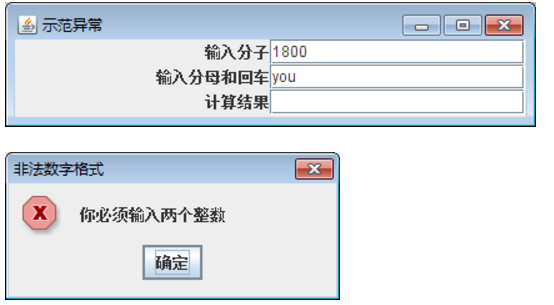 示范异常
输入分子 1800
输入分母和回车 you
计算结果
非法数字格式
你必须输入两个整数
确定